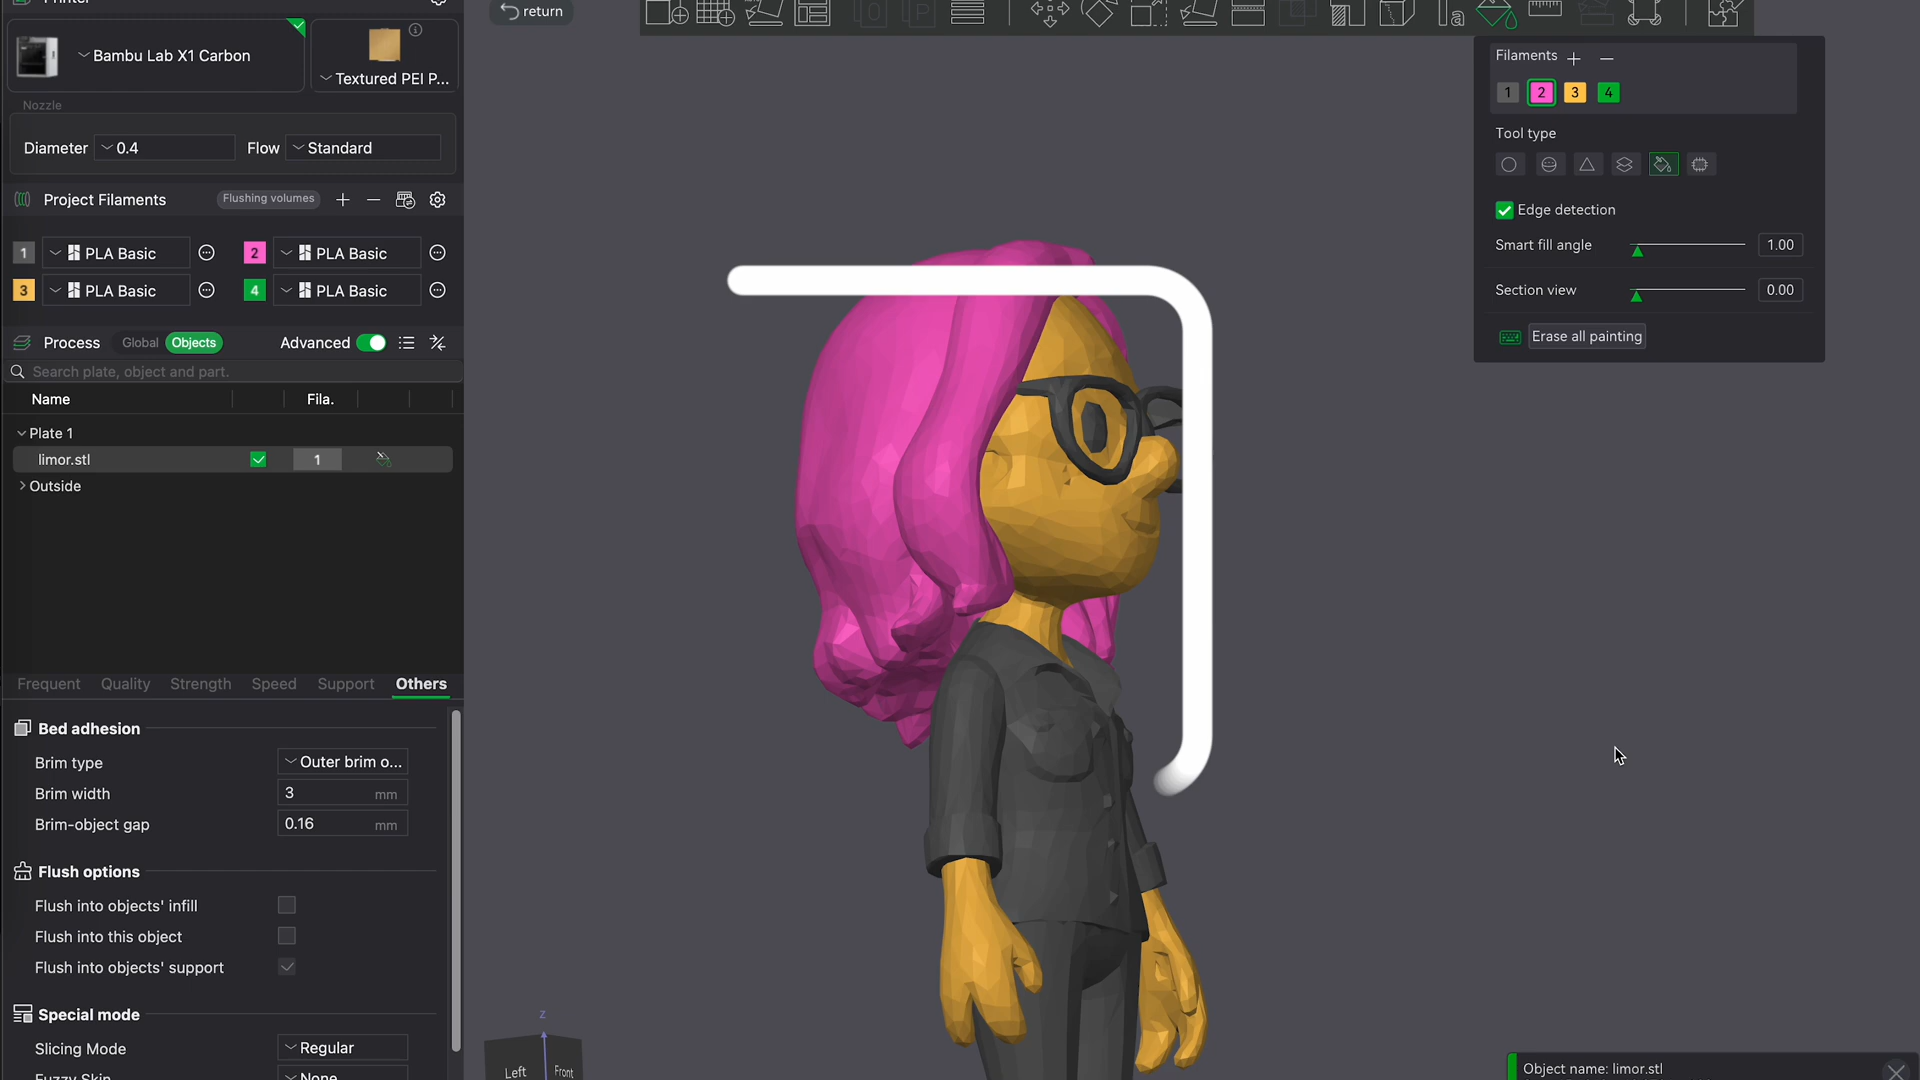 return
Bambu Lab X1 Carbon
Textured PEI P...
Nozzle
Diameter 0.4 Flow Standard
Project Filaments Flushing volumes
1 PLA Basic 2 PLA Basic
3 PLA Basic 4 PLA Basic
Process Global Objects Advanced
Search plate, object and part.
Name Fila.
Plate 1
limor.stl 1
Outside
Frequent Quality Strength Speed Support Others
Bed adhesion
Brim type Outer brim o...
Brim width 3 mm
Brim-object gap 0.16 mm
Flush options
Flush into objects' infill
Flush into this object
Flush into objects' support
Special mode
Slicing Mode Regular
Fuzzy Skin None
Filaments
1 2 3 4
Tool type
Edge detection
Smart fill angle 1.00
Section view 0.00
Erase all painting
z
Left Front
Object name: limor.stl